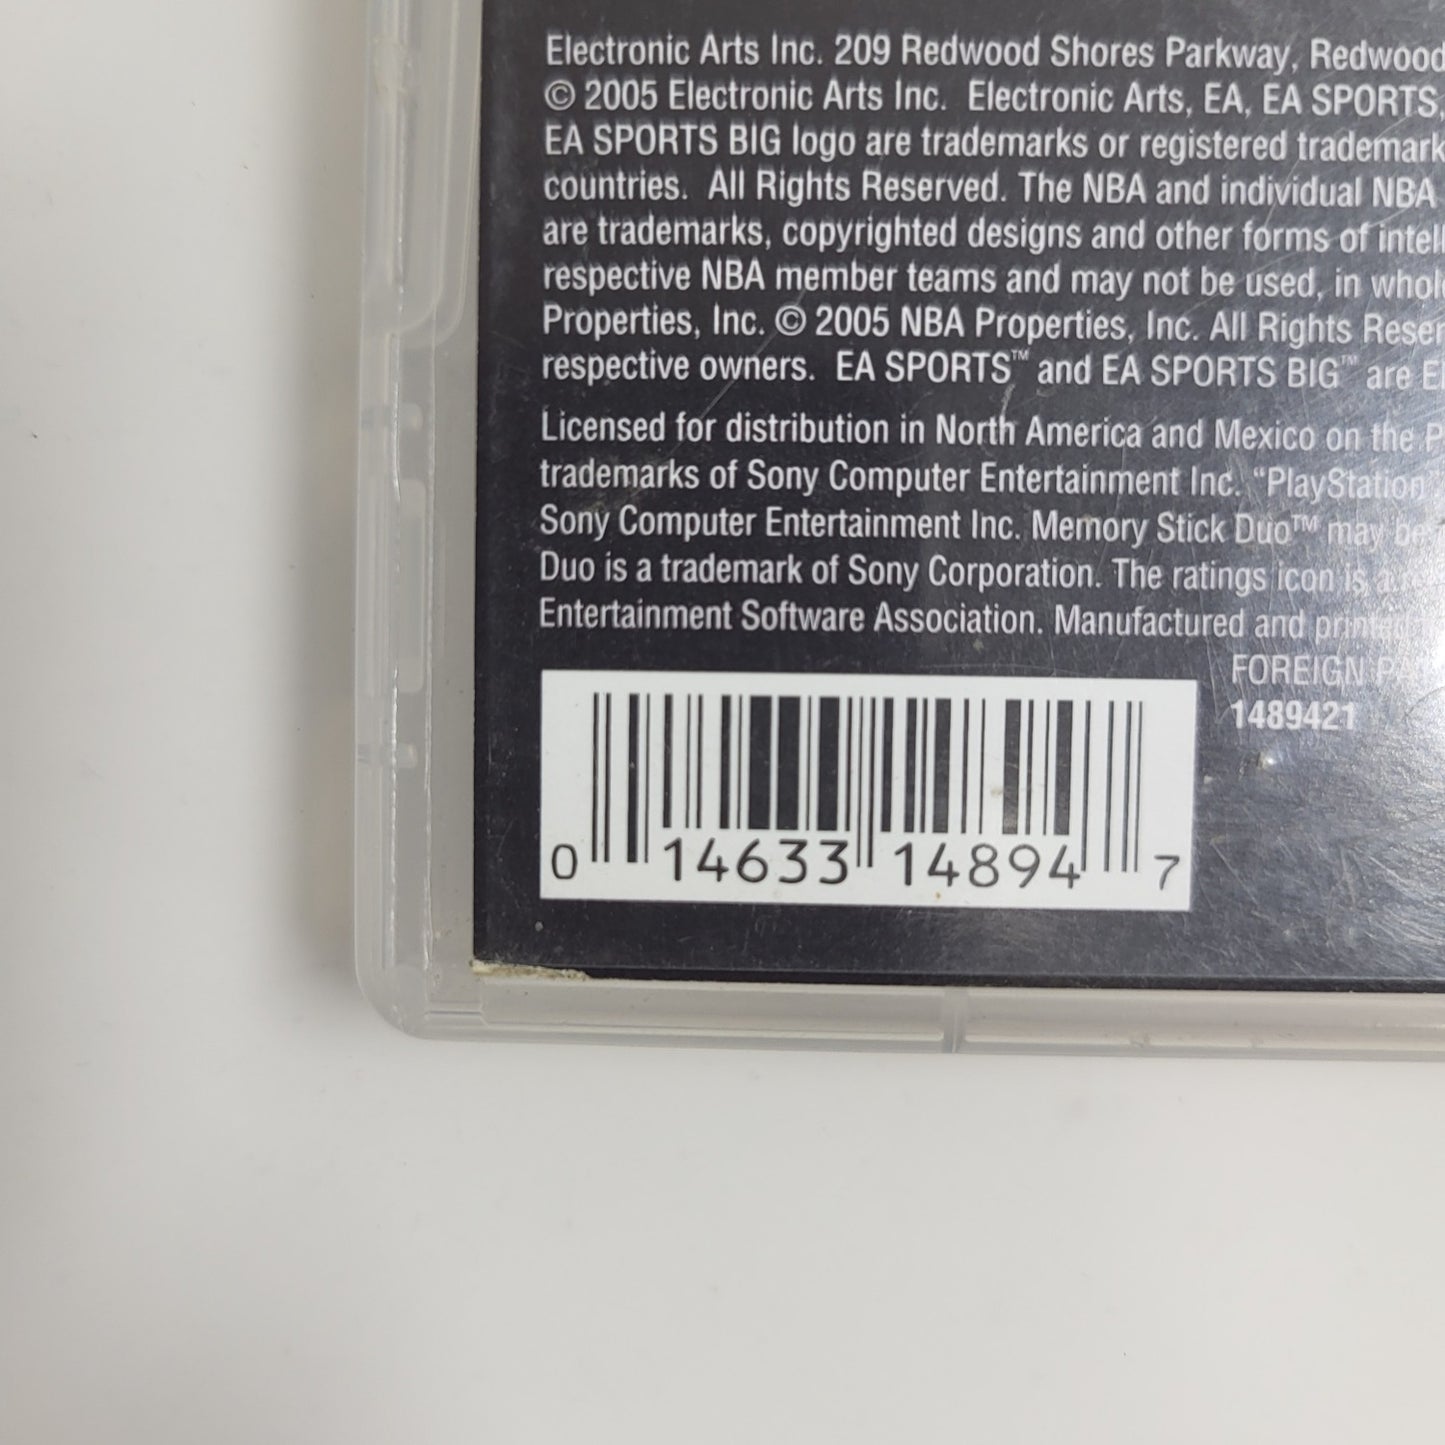 Electronic Arts Inc. 209 Redwood Shores Parkway, Redwood
© 2005 Electronic Arts Inc. Electronic Arts, EA, EA SPORTS,
EA SPORTS BIG logo are trademarks or registered trademark
countries. All Rights Reserved. The NBA and individual NBA
are trademarks, copyrighted designs and other forms of
respective NBA member teams and may not be used, in
Properties, Inc. © 2005 NBA Properties, Inc. All Rights
respective owners. EA SPORTS™ and EA SPORTS BIG™ are
Licensed for distribution in North America and Mexico on the
trademarks of Sony Computer Entertainment Inc. "PlayStation
Sony Computer Entertainment Inc. Memory Stick Duo™ may be
Duo is a trademark of Sony Corporation. The ratings icon is a
Entertainment Software Association. Manufactured and printed
FOREIGN
1489421
0 14633 14894 7